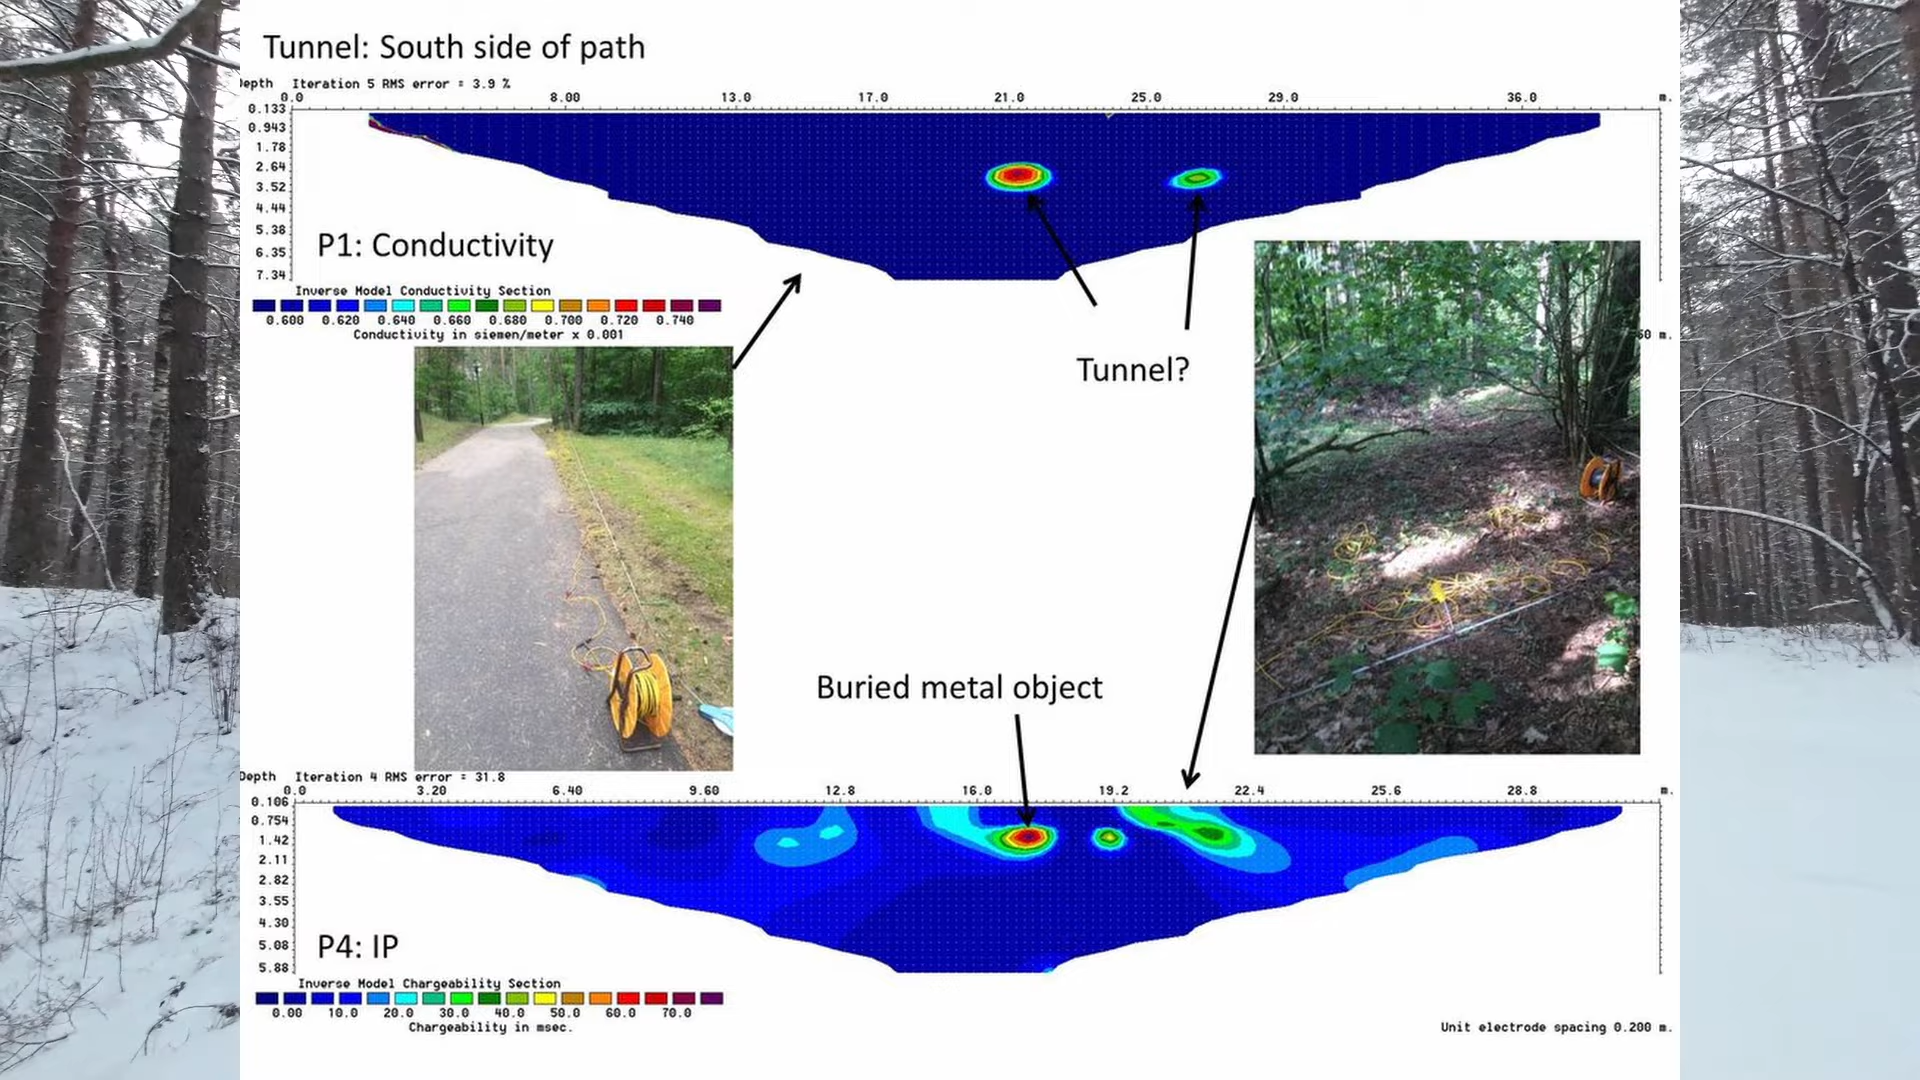 Tunnel: South side of path
Depth Iteration 5 RMS error = 3.9 %
0.0 8.00 13.0 17.0 21.0 25.0 29.0 36.0 m.
0.133
0.943
1.78
2.64
3.52
4.44
5.38
6.35
7.34
P1: Conductivity
Inverse Model Conductivity Section
0.600 0.620 0.640 0.660 0.680 0.700 0.720 0.740
Conductivity in siemen/meter x 0.001
Tunnel?
m.
Buried metal object
Depth Iteration 4 RMS error = 31.8
0.0 3.20 6.40 9.60 12.8 16.0 19.2 22.4 25.6 28.8 m.
0.106
0.754
1.42
2.11
2.82
3.55
4.30
5.08
5.88
P4: IP
Inverse Model Chargeability Section
0.00 10.0 20.0 30.0 40.0 50.0 60.0 70.0
Chargeability in msec.
Unit electrode spacing 0.200 m.